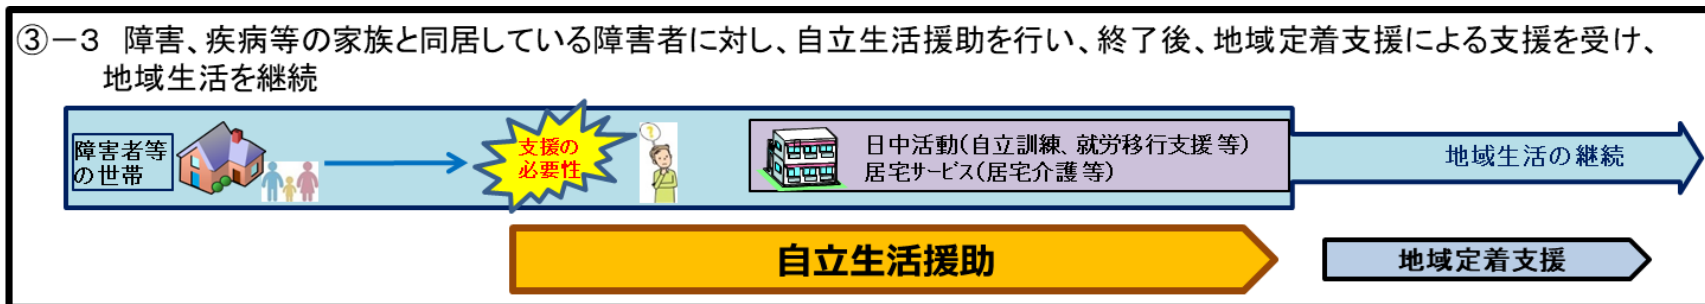 ③－３　障害、疾病等の家族と同居している障害者に対し、自立生活援助を行い、終了後、地域定着支援による支援を受け、
地域生活を継続
障害者等
の世帯
支援の
必要性
?
日中活動(自立訓練、就労移行支援等)
居宅サービス(居宅介護等)
地域生活の継続
自立生活援助
地域定着支援